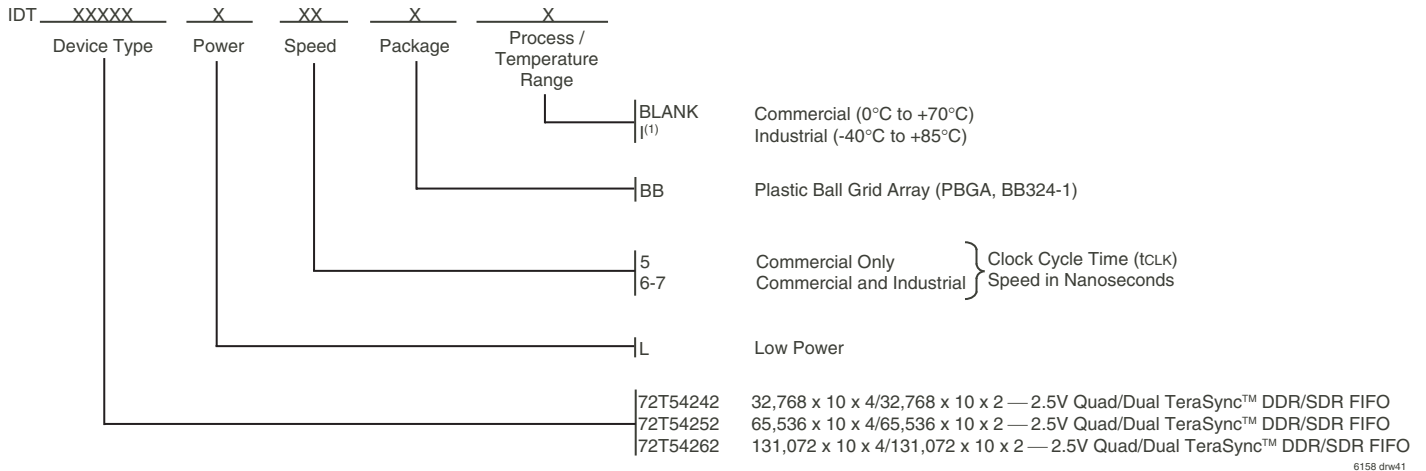 IDT XXXXX X XX X X
Device Type Power Speed Package Process / Temperature Range
BLANK Commercial (0°C to +70°C)
I(1) Industrial (-40°C to +85°C)
BB Plastic Ball Grid Array (PBGA, BB324-1)
5 Commercial Only
6-7 Commercial and Industrial
Clock Cycle Time (tCLK)
Speed in Nanoseconds
L Low Power
72T54242 32,768 x 10 x 4/32,768 x 10 x 2 — 2.5V Quad/Dual TeraSync™ DDR/SDR FIFO
72T54252 65,536 x 10 x 4/65,536 x 10 x 2 — 2.5V Quad/Dual TeraSync™ DDR/SDR FIFO
72T54262 131,072 x 10 x 4/131,072 x 10 x 2 — 2.5V Quad/Dual TeraSync™ DDR/SDR FIFO
6158 drw41